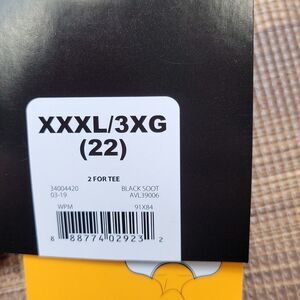 XXXL/3XG
(22)
2 FOR TEE
34004420 BLACK SOOT
03-19 AVL39006
WPM 91X84
8 88774 02923 2